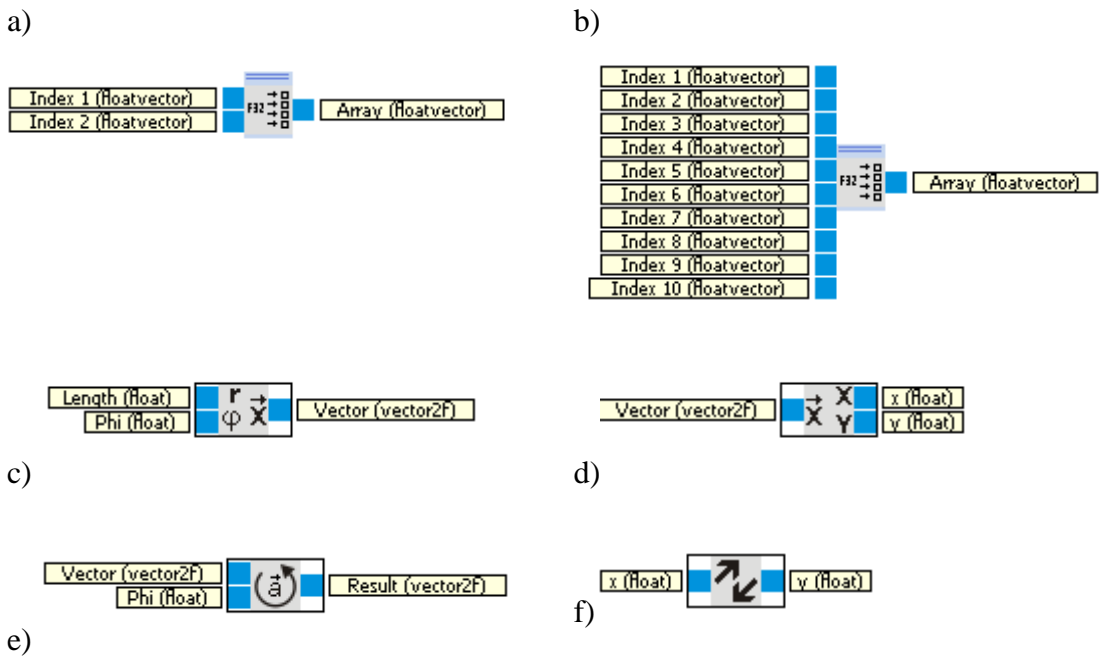 a)
b)
Index 1 (floatvector)
Index 2 (floatvector)
F32
Array (floatvector)
Index 1 (floatvector)
Index 2 (floatvector)
Index 3 (floatvector)
Index 4 (floatvector)
Index 5 (floatvector)
Index 6 (floatvector)
Index 7 (floatvector)
Index 8 (floatvector)
Index 9 (floatvector)
Index 10 (floatvector)
F32
Array (floatvector)
Length (float)
Phi (float)
r
φ X
Vector (vector2f)
Vector (vector2f)
X
X
Y
x (float)
y (float)
c)
d)
Vector (vector2f)
Phi (float)
a
Result (vector2f)
x (float)
y (float)
f)
e)